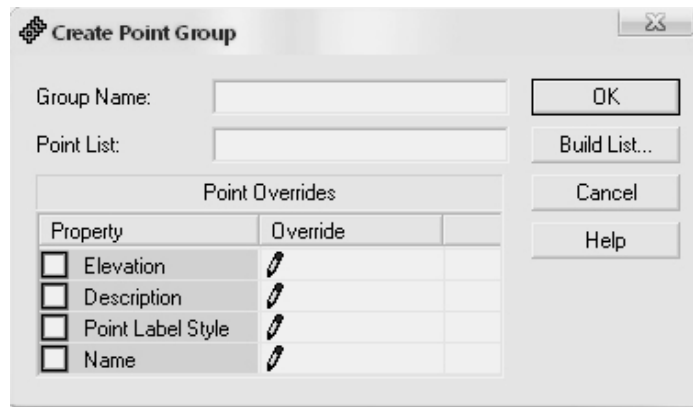 Create Point Group
Group Name:
OK
Point List:
Build List...
Point Overrides
Cancel
Property Override
Help
Elevation
Description
Point Label Style
Name